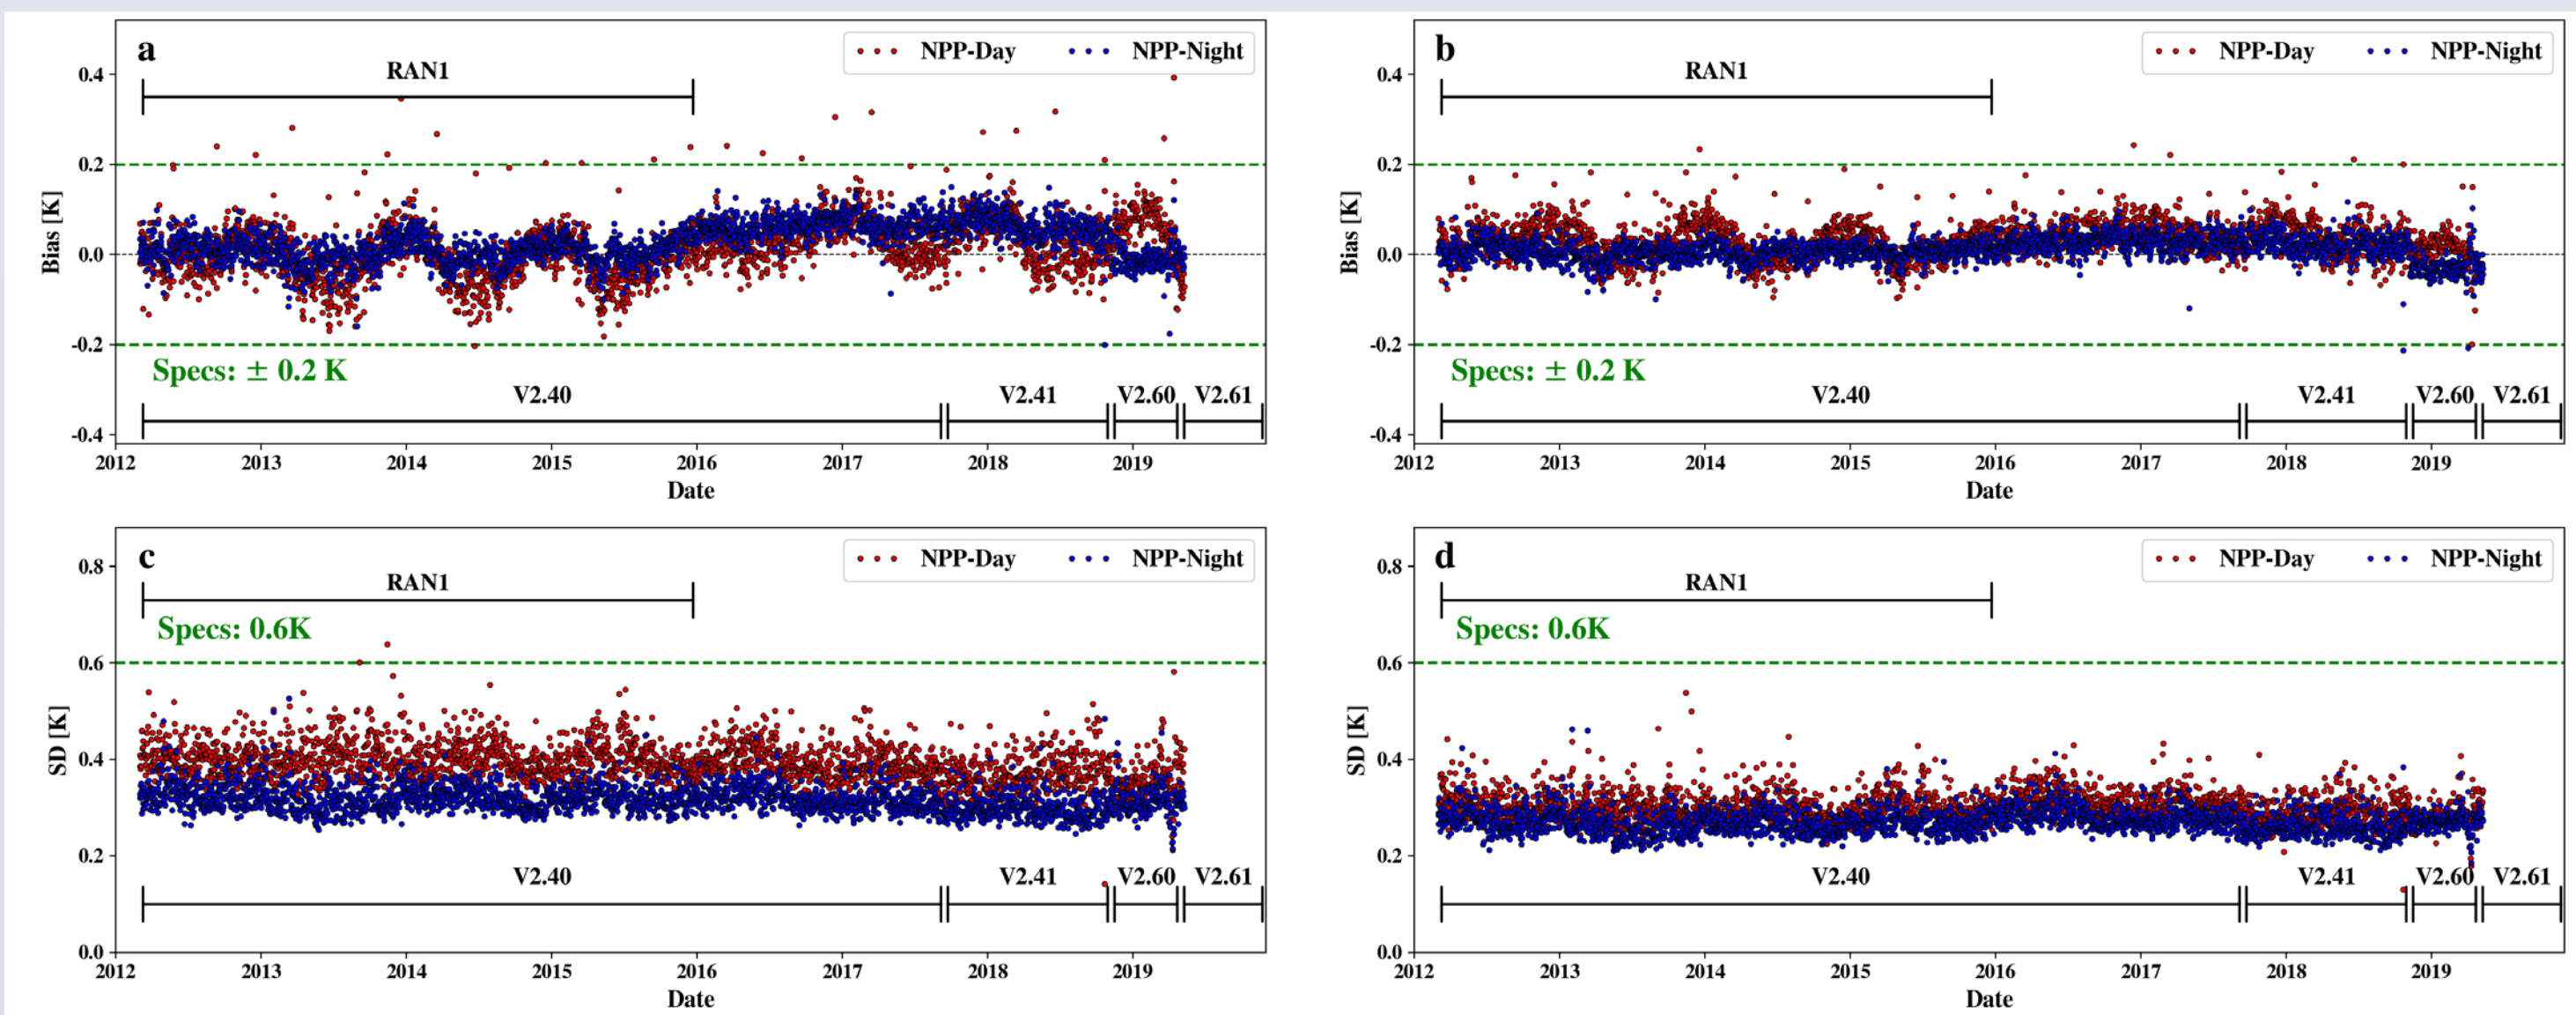 a
NPP-Day
NPP-Night
RAN1
0.4
0.2
0.0
-0.2
-0.4
Bias [K]
Specs: ± 0.2 K
V2.40
V2.41
V2.60
V2.61
2012
2013
2014
2015
2016
2017
2018
2019
Date
b
NPP-Day
NPP-Night
RAN1
0.4
0.2
0.0
-0.2
-0.4
Bias [K]
Specs: ± 0.2 K
V2.40
V2.41
V2.60
V2.61
2012
2013
2014
2015
2016
2017
2018
2019
Date
c
NPP-Day
NPP-Night
RAN1
Specs: 0.6K
0.8
0.6
0.4
0.2
0.0
SD [K]
V2.40
V2.41
V2.60
V2.61
2012
2013
2014
2015
2016
2017
2018
2019
Date
d
NPP-Day
NPP-Night
RAN1
Specs: 0.6K
0.8
0.6
0.4
0.2
0.0
SD [K]
V2.40
V2.41
V2.60
V2.61
2012
2013
2014
2015
2016
2017
2018
2019
Date